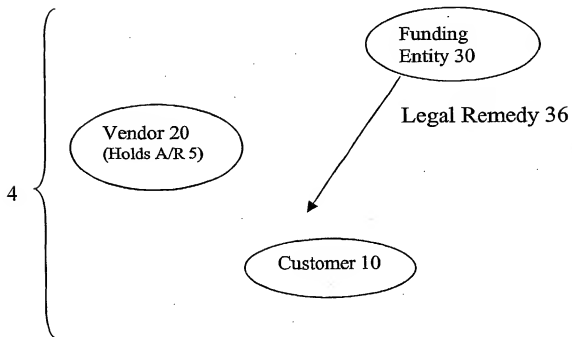 Funding
Entity 30
Legal Remedy 36
Vendor 20
(Holds A/R 5)
4
Customer 10